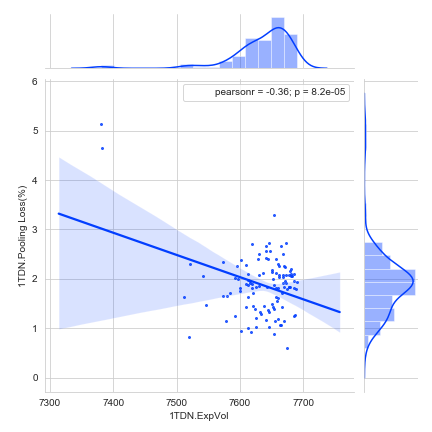 pearsonr = -0.36; p = 8.2e-05
6
5
4
3
2
1
0
1TDN.Pooling Loss(%)
7300 7400 7500 7600 7700
1TDN.ExpVol